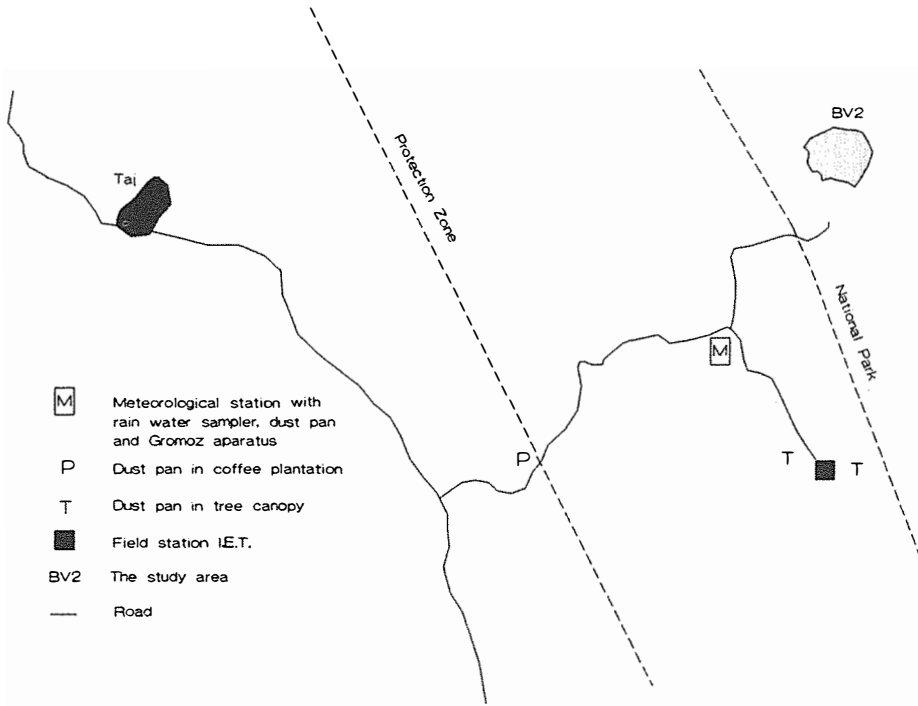 BV2
Tai
Protection Zone
National Park
M
P
T
T
M
Meteorological station with
rain water sampler, dust pan
and Gromoz aparatus
P
Dust pan in coffee plantation
T
Dust pan in tree canopy
Field station I.E.T.
BV2
The study area
Road